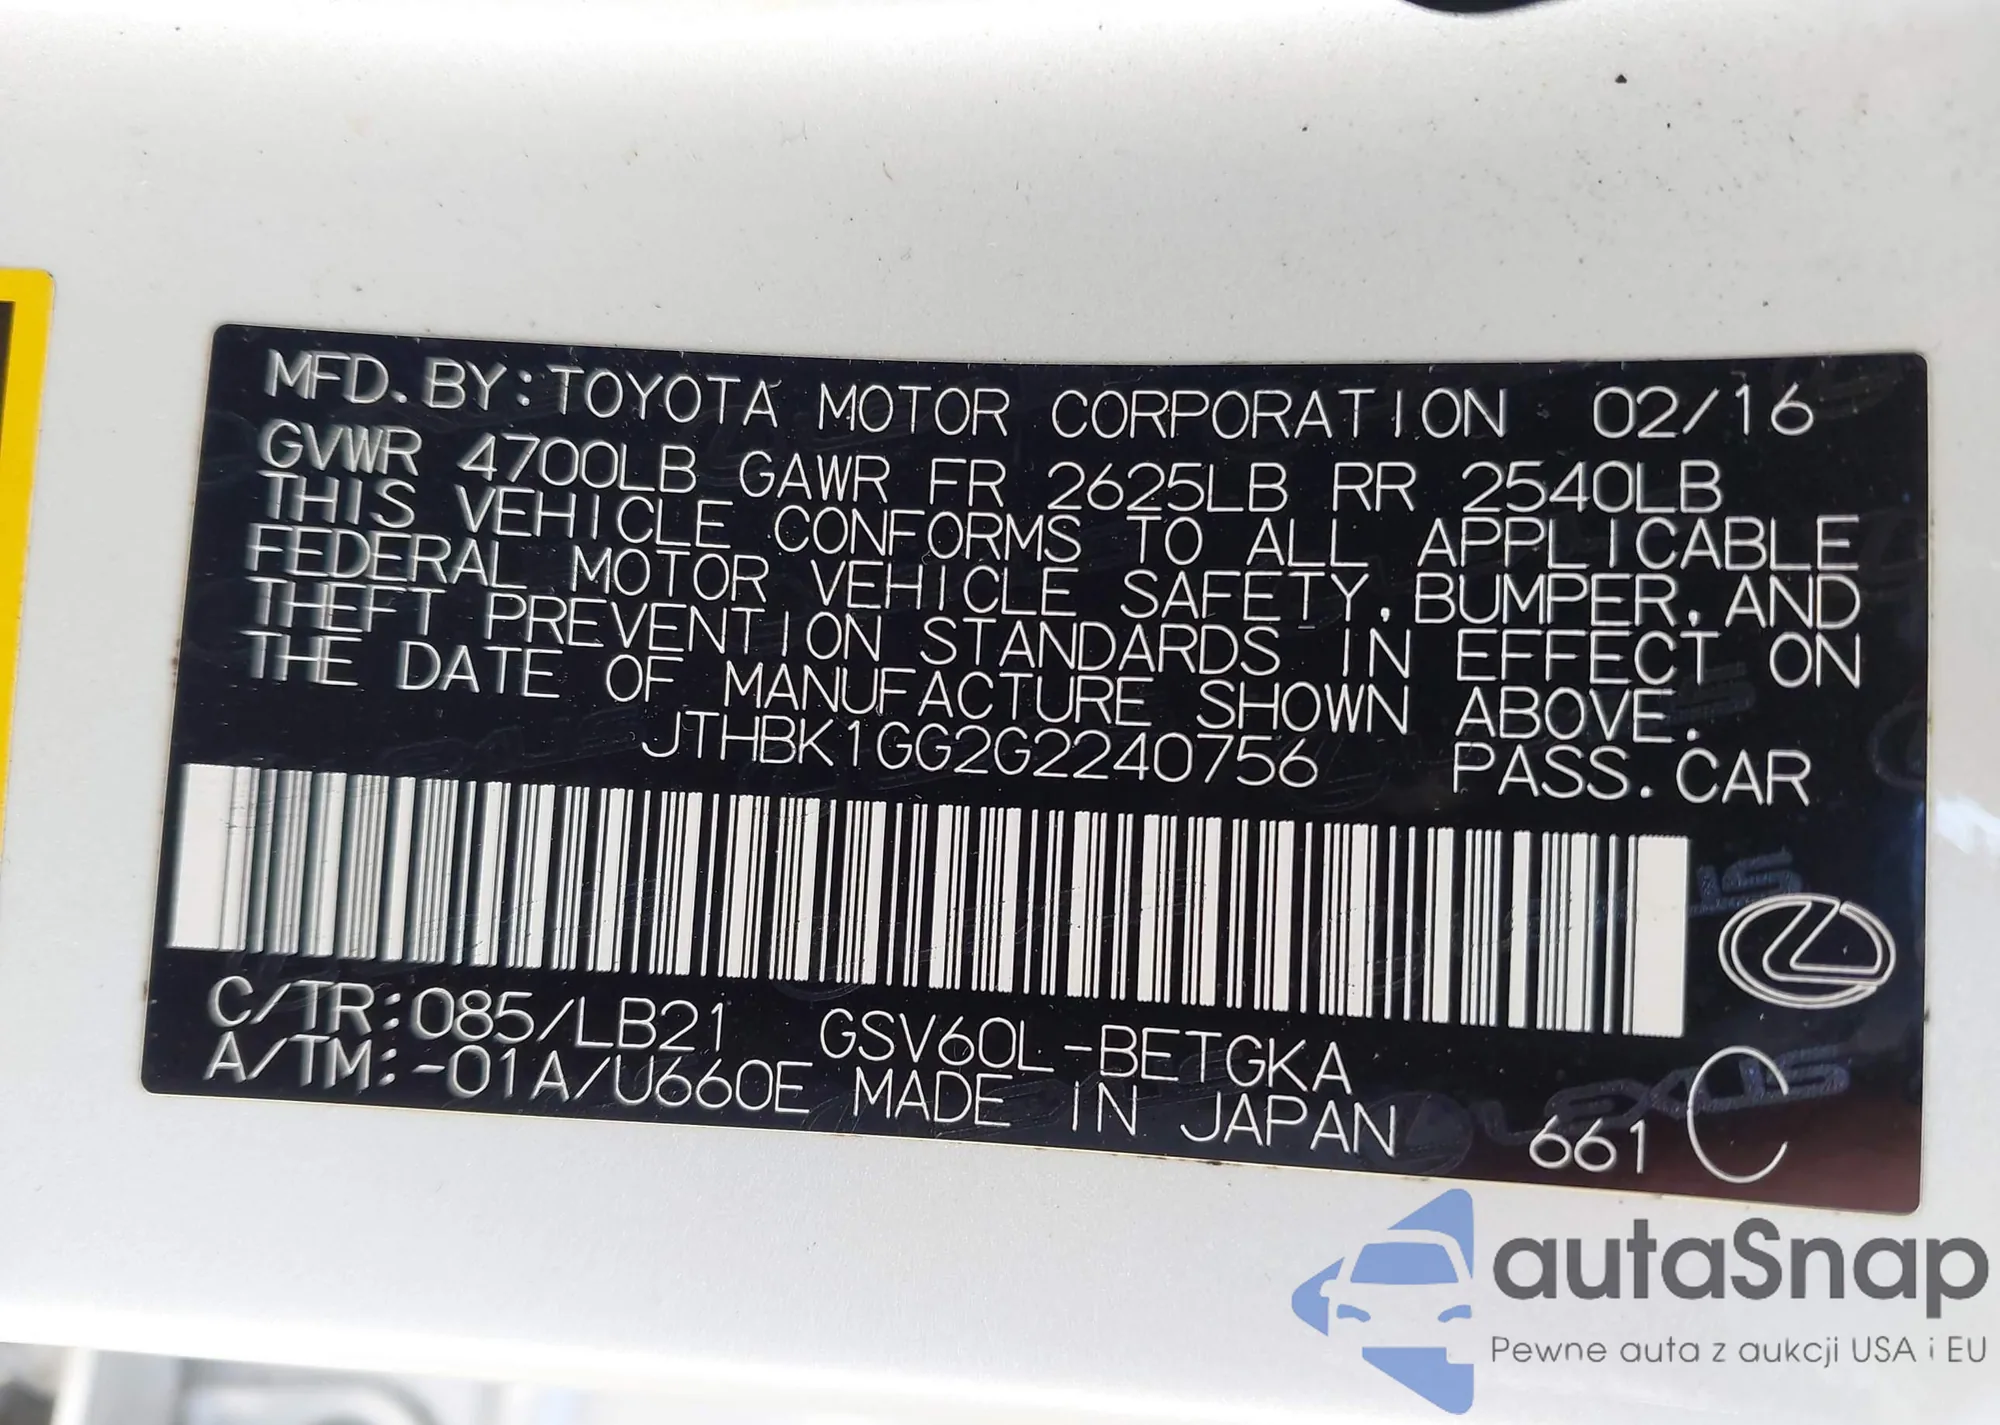 MFD. BY: TOYOTA MOTOR CORPORATION 02/16
GVWR 4700LB GAWR FR 2625LB RR 2540LB
THIS VEHICLE CONFORMS TO ALL APPLICABLE
FEDERAL MOTOR VEHICLE SAFETY, BUMPER, AND
THEFT PREVENTION STANDARDS IN EFFECT ON
THE DATE OF MANUFACTURE SHOWN ABOVE.
JTHBK1GG2G2240756 PASS. CAR
C/TR: 085/LB21 GSV60L-BETGKA
A/TM: -01A/U660E MADE IN JAPAN 661 C
LEXUS
autaSnap
Pewne auta z aukcji USA i EU